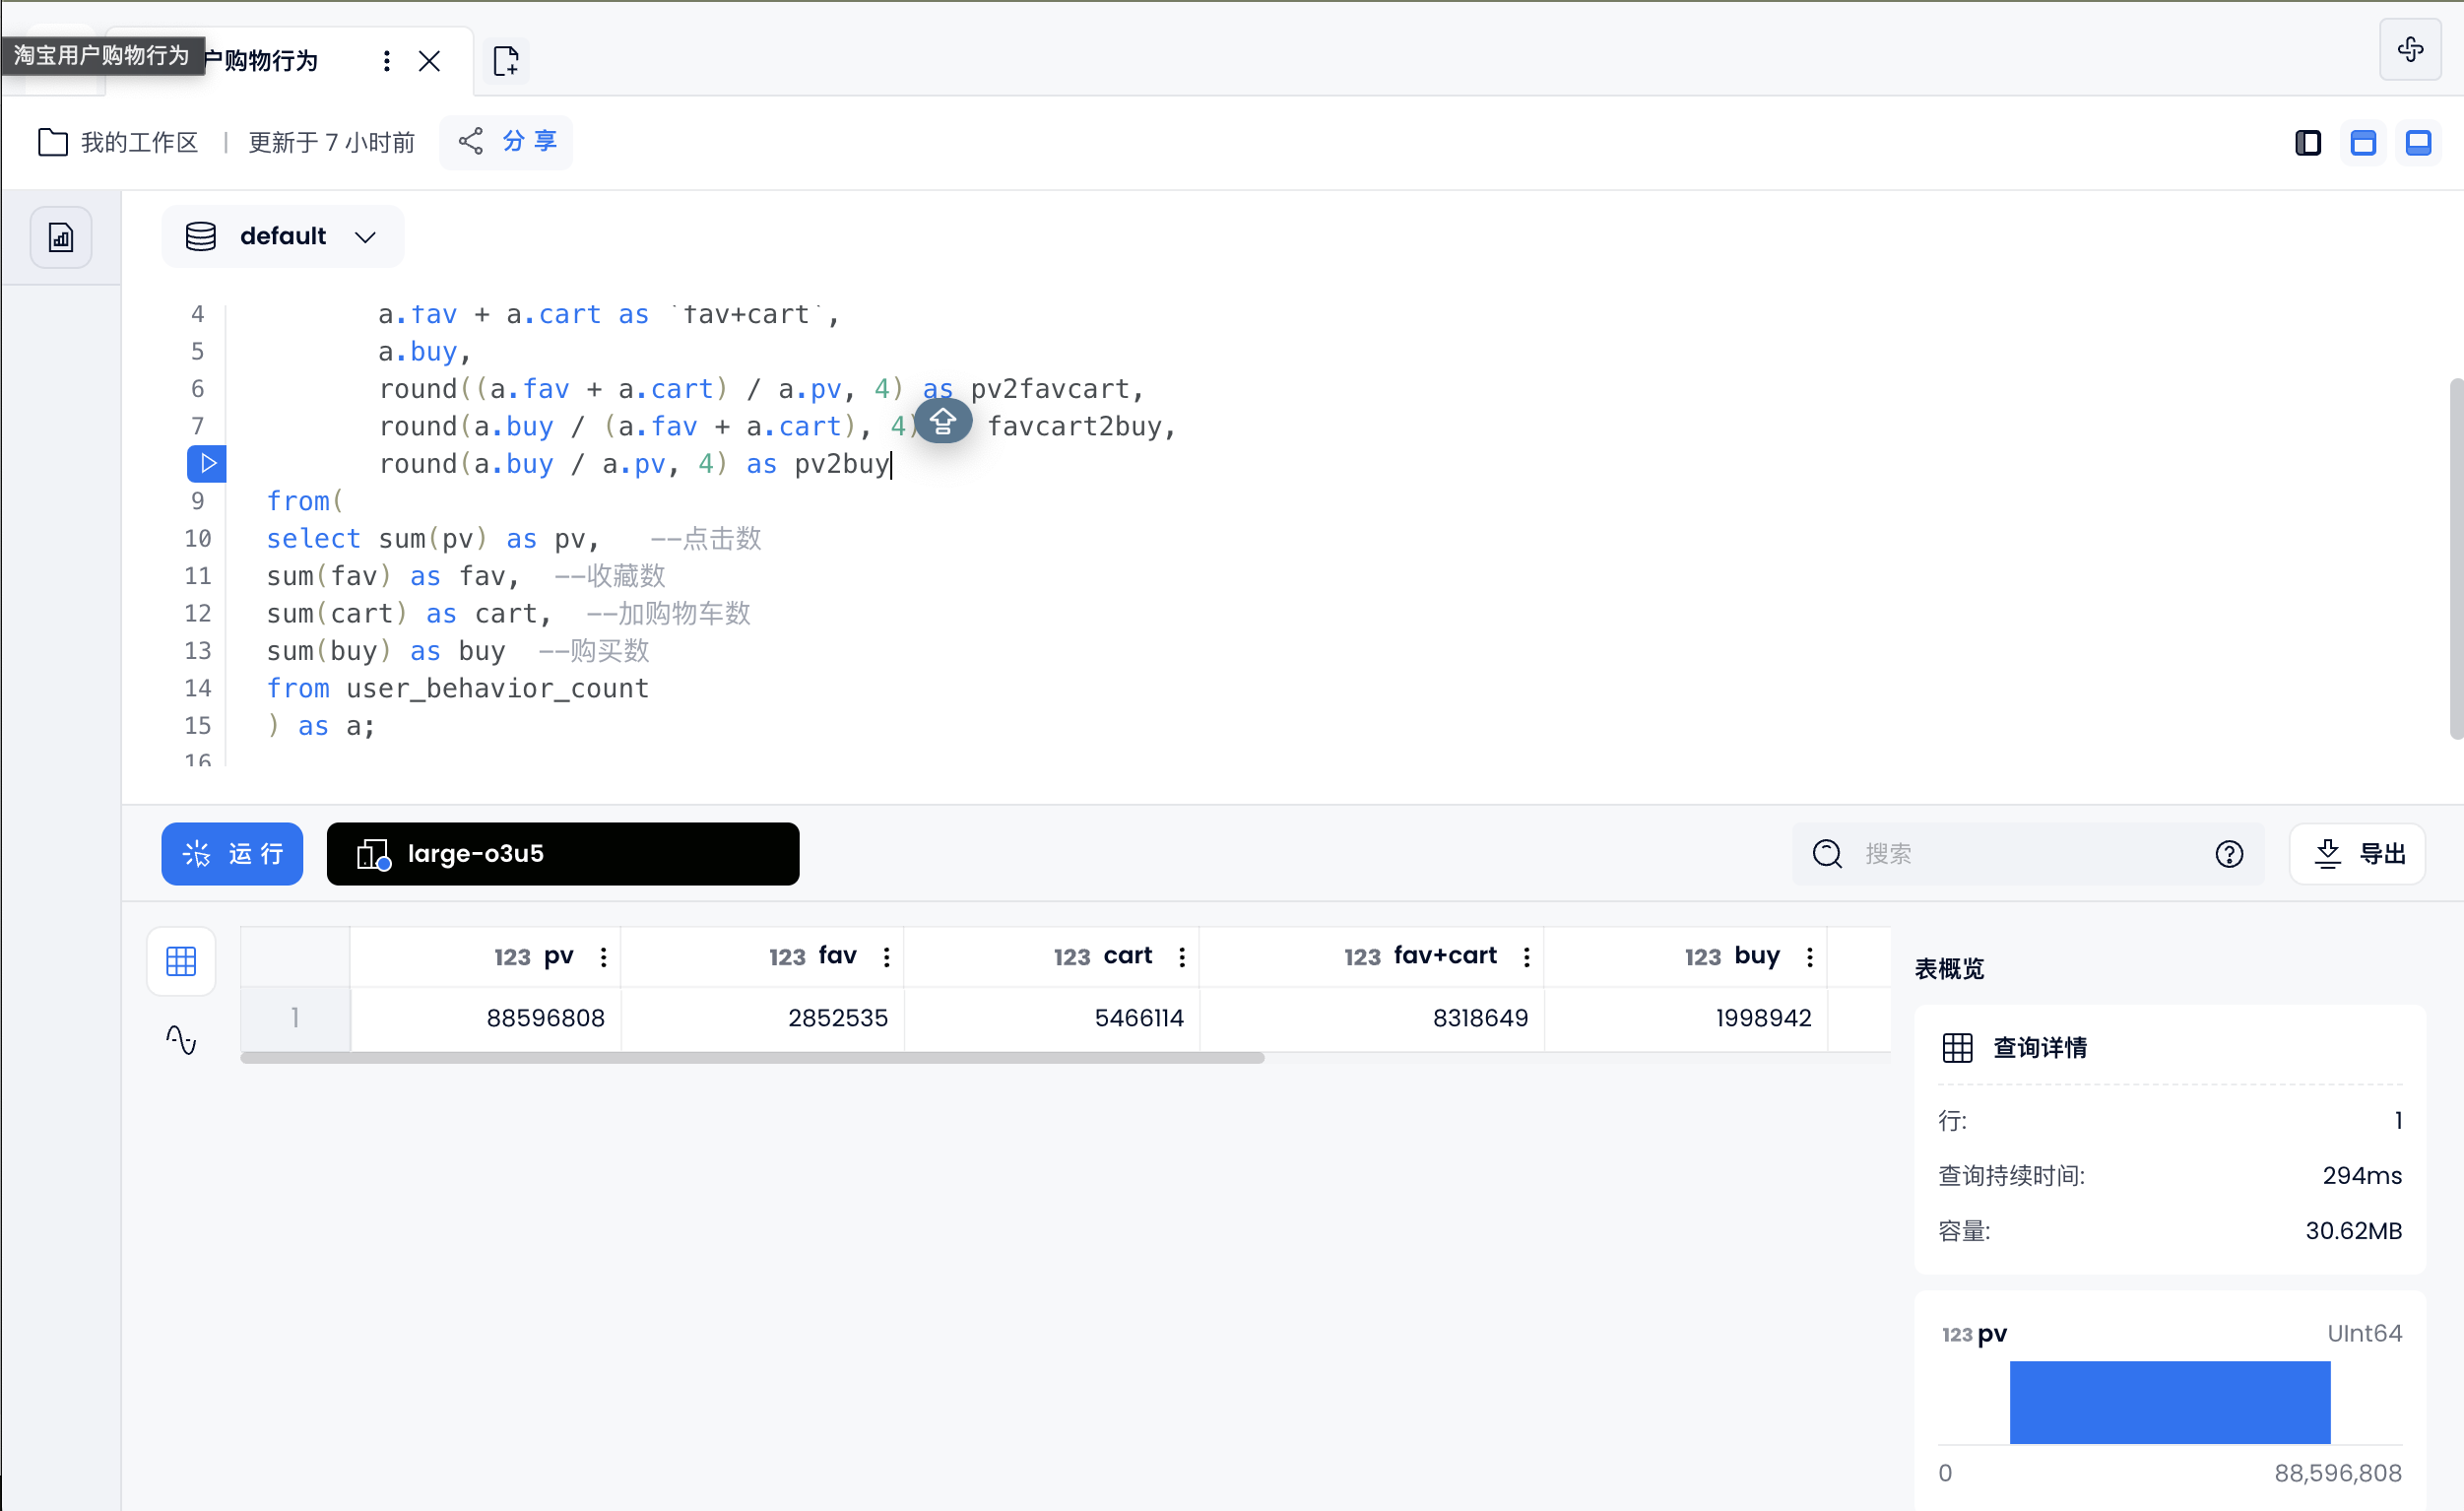 淘宝用户购物行为
户购物行为
我的工作区 | 更新于 7 小时前 分 享
default
4 a.fav + a.cart as `fav+cart`,
5 a.buy,
6 round((a.fav + a.cart) / a.pv, 4) as pv2favcart,
7 round(a.buy / (a.fav + a.cart), 4) favcart2buy,
round(a.buy / a.pv, 4) as pv2buy
9 from(
10 select sum(pv) as pv, --点击数
11 sum(fav) as fav, --收藏数
12 sum(cart) as cart, --加购物车数
13 sum(buy) as buy --购买数
14 from user_behavior_count
15 ) as a;
16
运 行 large-o3u5 搜索 导出
123 pv 123 fav 123 cart 123 fav+cart 123 buy
1 88596808 2852535 5466114 8318649 1998942
表概览
查询详情
行: 1
查询持续时间: 294ms
容量: 30.62MB
123 pv UInt64
0 88,596,808